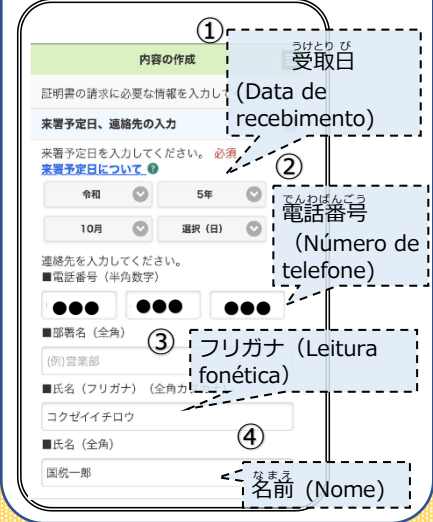 ①
内容の作成
うけとり び
受取日
(Data de
recebimento)
証明書の請求に必要な情報を入力して
来署予定日、連絡先の入力
来署予定日を入力してください。 必須
来署予定日について ?
②
令和 5年
10月 選択(日)
でんわばんごう
電話番号
(Número de
telefone)
連絡先を入力してください。
■電話番号(半角数字)
●●● ●●● ●●●
■部署名(全角)
③
(例)営業部
フリガナ(Leitura
fonética)
■氏名(フリガナ)(全角カ
コクゼイイチロウ
■氏名(全角)
④
国税一郎
なまえ
名前 (Nome)